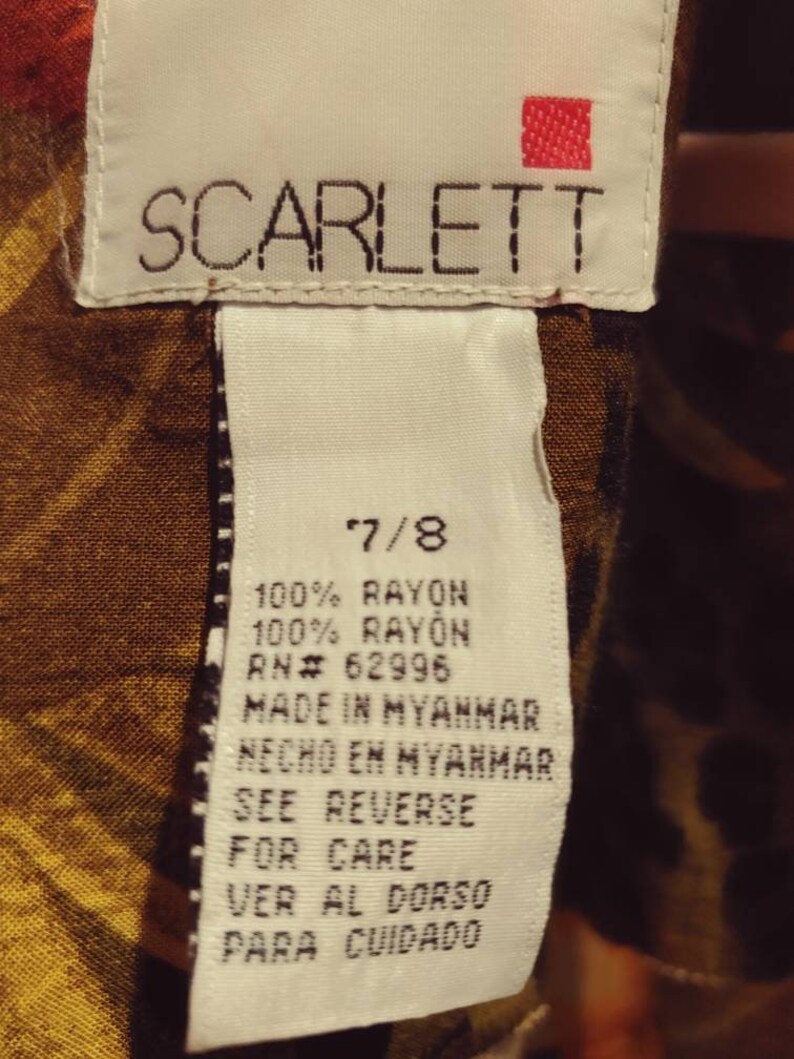 SCARLETT
7/8
100% RAYON
100% RAYÓN
RN# 62996
MADE IN MYANMAR
HECHO EN MYANMAR
SEE REVERSE
FOR CARE
VER AL DORSO
PARA CUIDADO